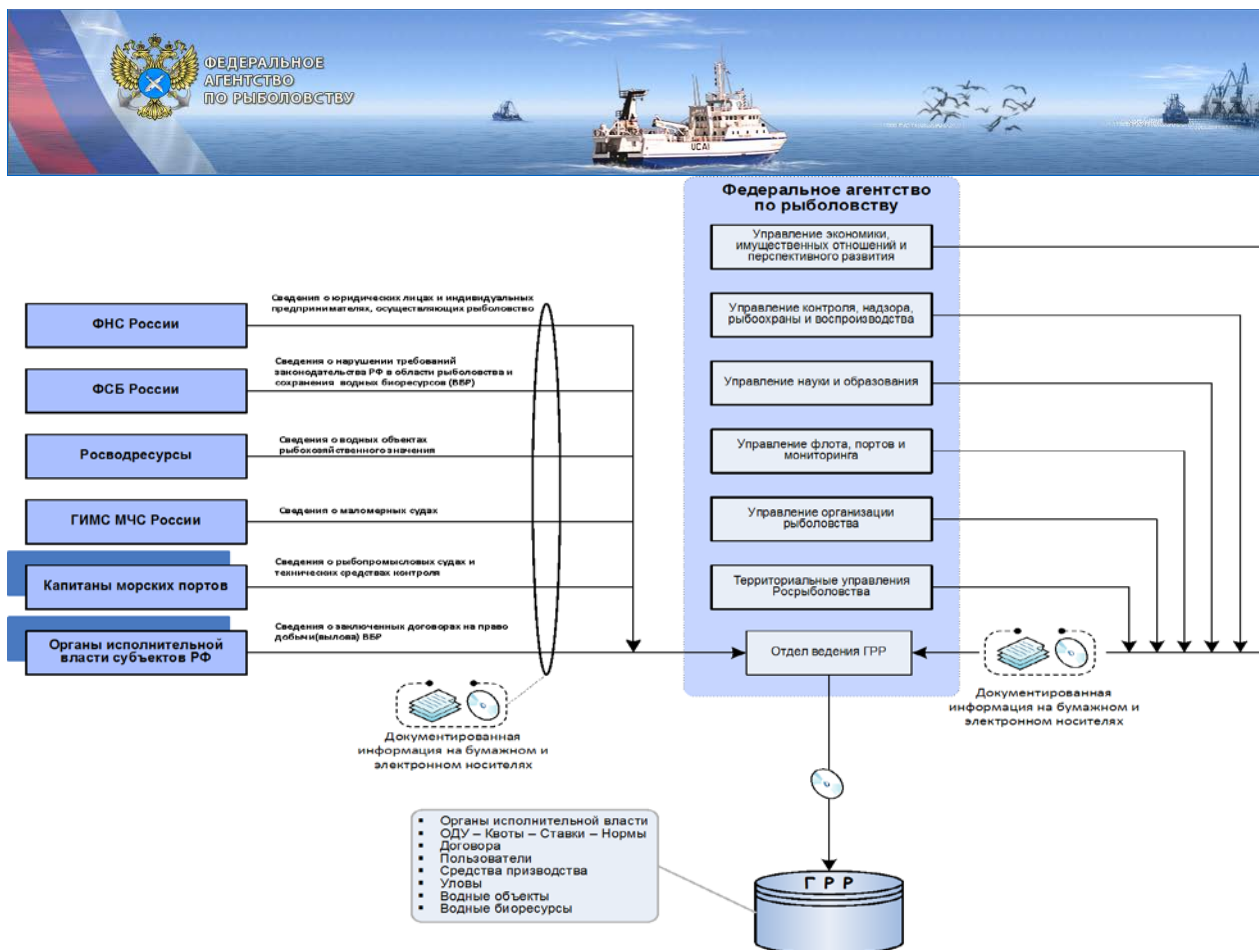 ФЕДЕРАЛЬНОЕ
АГЕНТСТВО
ПО РЫБОЛОВСТВУ
UCAI
Федеральное агентство
по рыболовству
Управление экономики,
имущественных отношений и
перспективного развития
Управление контроля, надзора,
рыбоохраны и воспроизводства
Управление науки и образования
Управление флота, портов и
мониторинга
Управление организации
рыболовства
Территориальные управления
Росрыболовства
Отдел ведения ГРР
ФНС России
Сведения о юридических лицах и индивидуальных
предпринимателях, осуществляющих рыболовство
ФСБ России
Сведения о нарушении требований
законодательства РФ в области рыболовства и
сохранения водных биоресурсов (ВБР)
Росводресурсы
Сведения о водных объектах
рыбохозяйственного значения
ГИМС МЧС России
Сведения о маломерных судах
Капитаны морских портов
Сведения о рыбопромысловых судах и
технических средствах контроля
Органы исполнительной
власти субъектов РФ
Сведения о заключенных договорах на право
добычи(вылова) ВБР
Документированная
информация на бумажном и
электронном носителях
Документированная
информация на бумажном и
электронном носителях
▪ Органы исполнительной власти
▪ ОДУ – Квоты – Ставки – Нормы
▪ Договора
▪ Пользователи
▪ Средства призводства
▪ Уловы
▪ Водные объекты
▪ Водные биоресурсы
ГРР